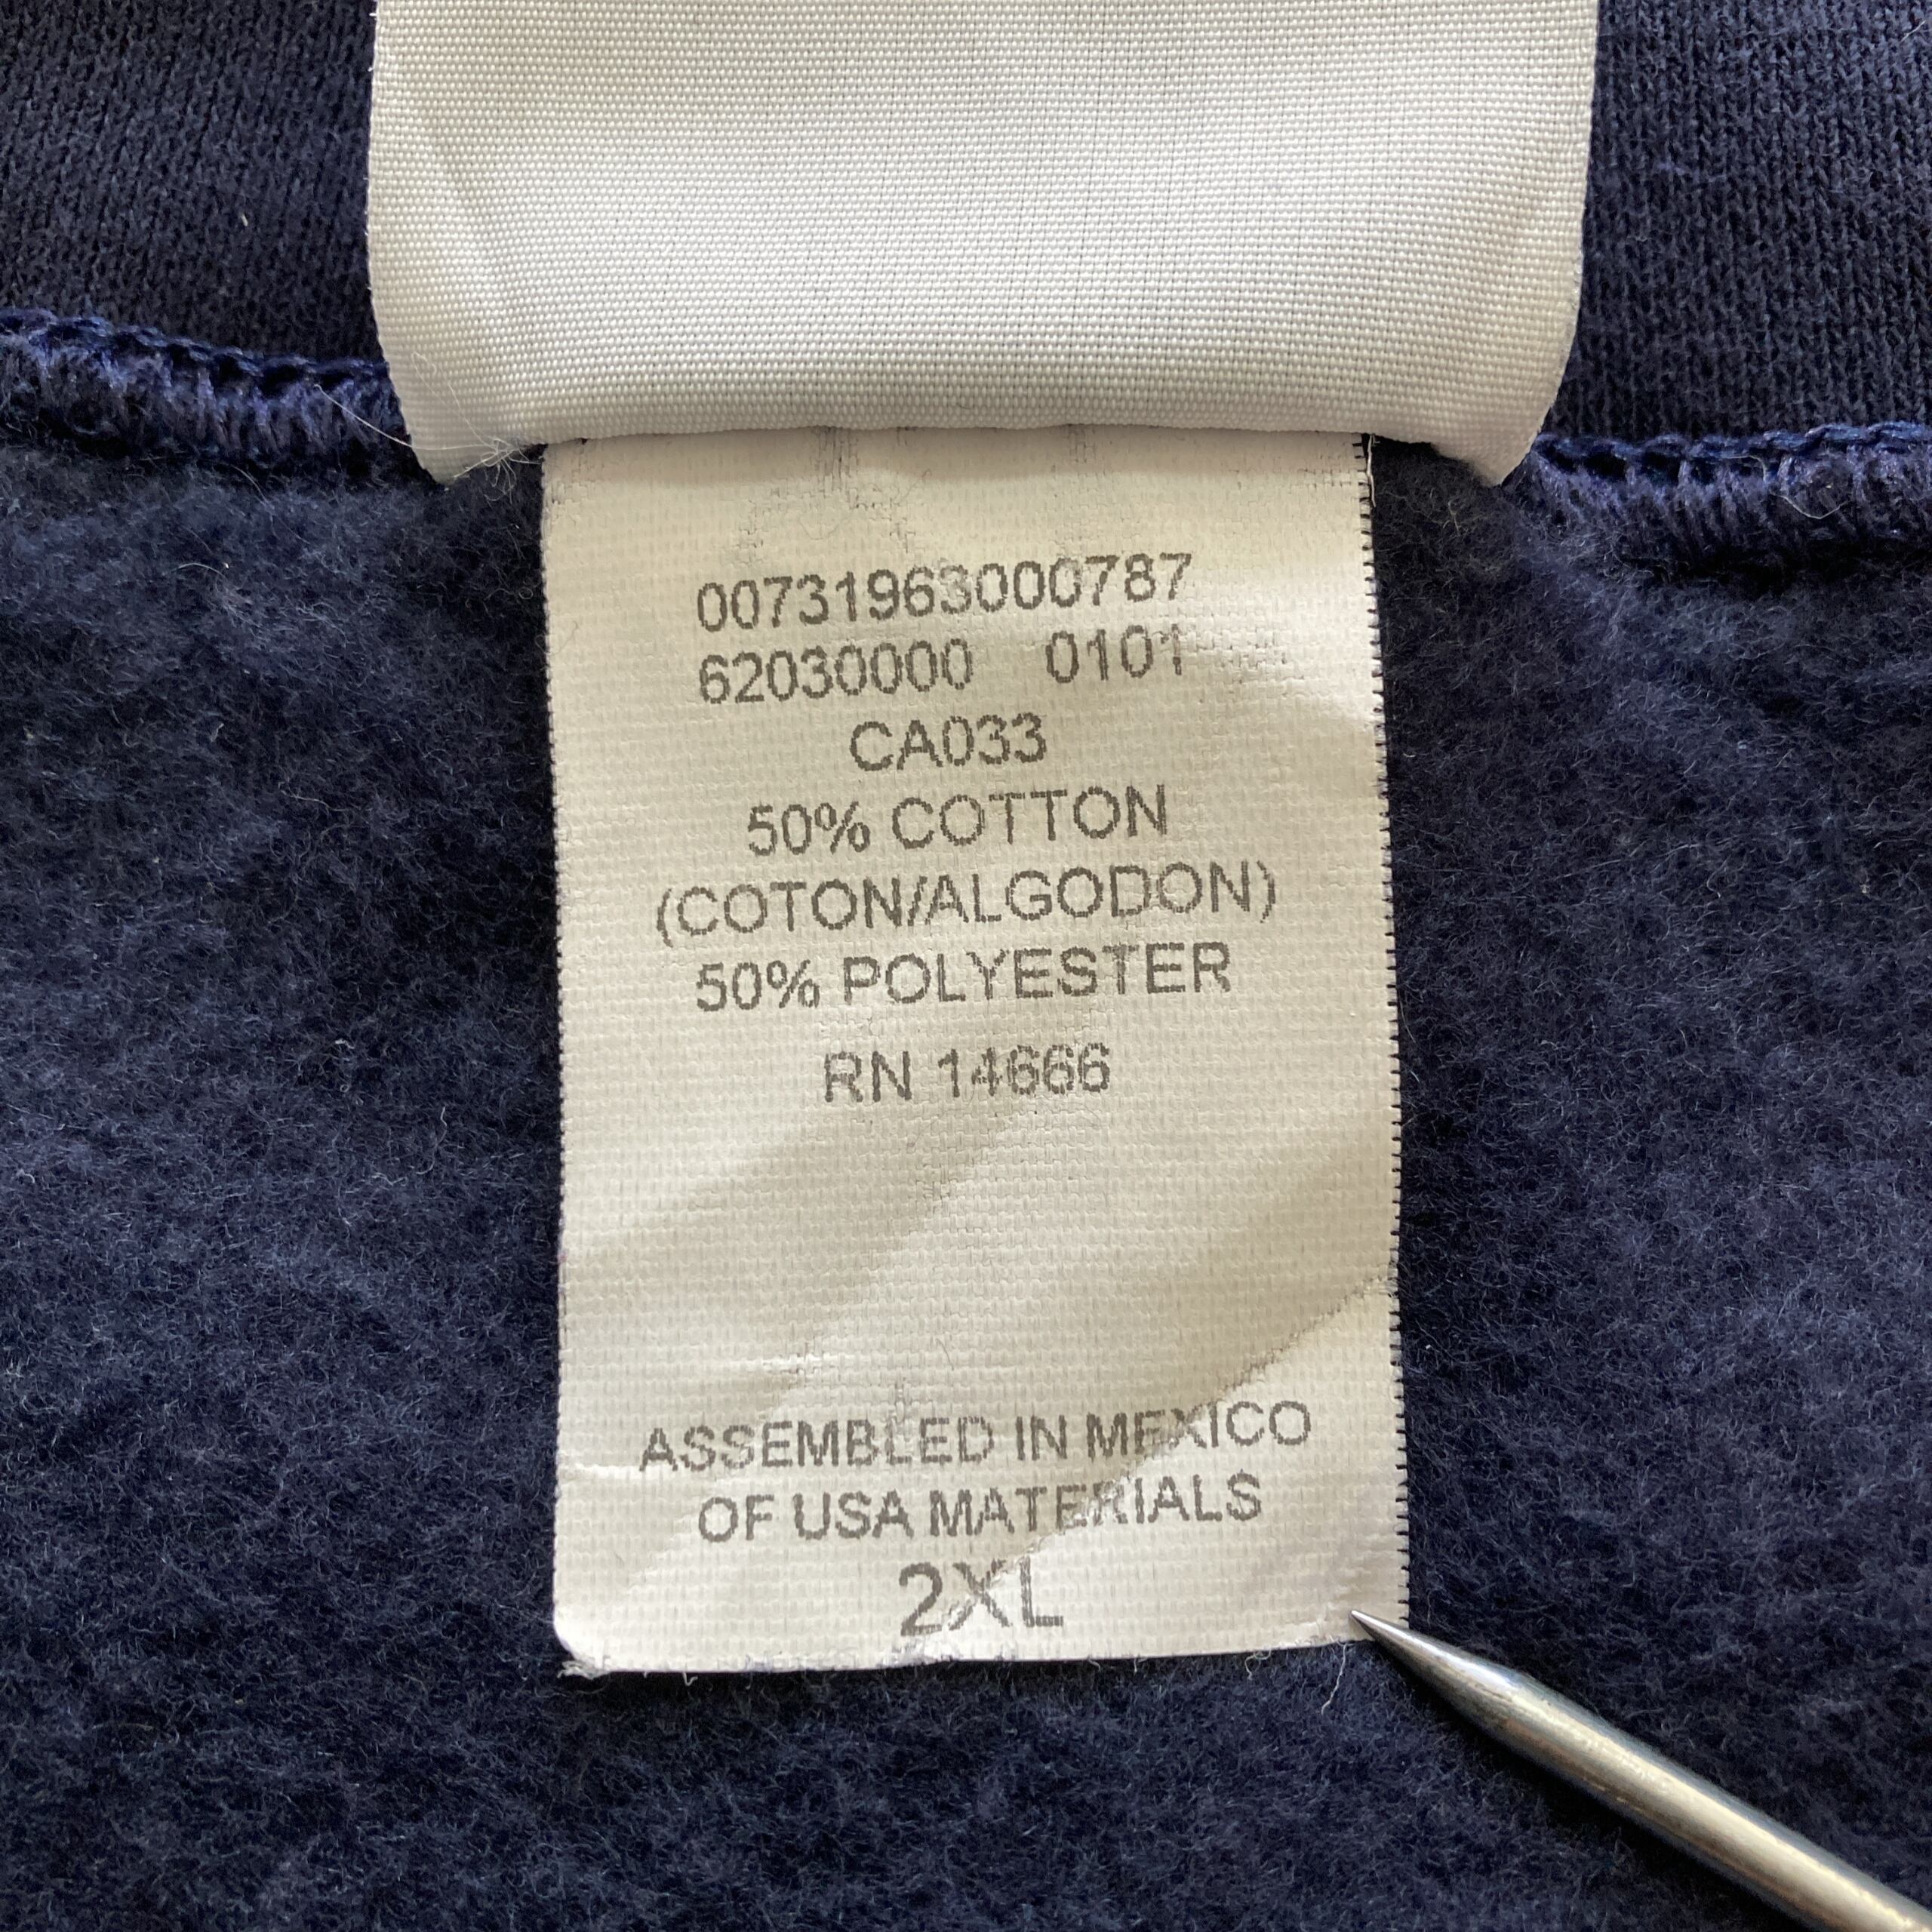 00731963000787
62030000 0101
CA033
50% COTTON
(COTON/ALGODON)
50% POLYESTER
RN 14666
ASSEMBLED IN MEXICO
OF USA MATERIALS
2XL